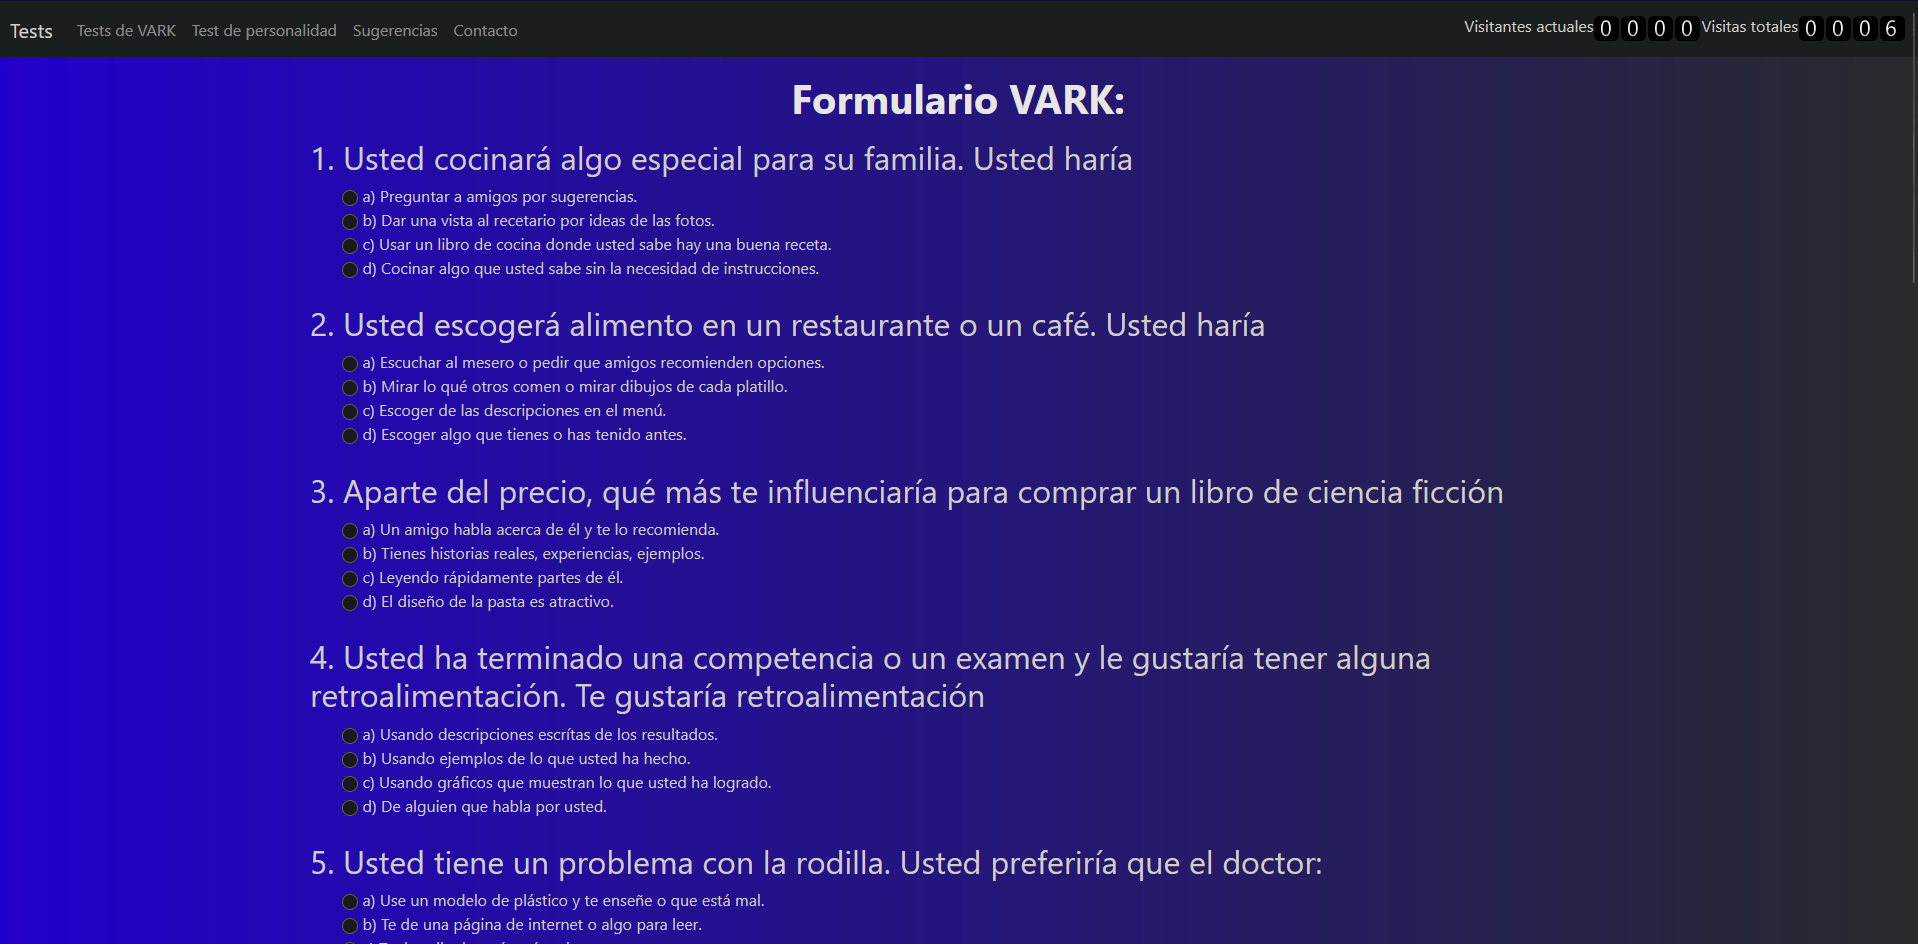 Tests Tests de VARK Test de personalidad Sugerencias Contacto Visitantes actuales 0 0 0 0 Visitas totales 0 0 0 6
Formulario VARK:
1. Usted cocinará algo especial para su familia. Usted haría
a) Preguntar a amigos por sugerencias.
b) Dar una vista al recetario por ideas de las fotos.
c) Usar un libro de cocina donde usted sabe hay una buena receta.
d) Cocinar algo que usted sabe sin la necesidad de instrucciones.
2. Usted escogerá alimento en un restaurante o un café. Usted haría
a) Escuchar al mesero o pedir que amigos recomienden opciones.
b) Mirar lo qué otros comen o mirar dibujos de cada platillo.
c) Escoger de las descripciones en el menú.
d) Escoger algo que tienes o has tenido antes.
3. Aparte del precio, qué más te influenciaría para comprar un libro de ciencia ficción
a) Un amigo habla acerca de él y te lo recomienda.
b) Tienes historias reales, experiencias, ejemplos.
c) Leyendo rápidamente partes de él.
d) El diseño de la pasta es atractivo.
4. Usted ha terminado una competencia o un examen y le gustaría tener alguna
retroalimentación. Te gustaría retroalimentación
a) Usando descripciones escrítas de los resultados.
b) Usando ejemplos de lo que usted ha hecho.
c) Usando gráficos que muestran lo que usted ha logrado.
d) De alguien que habla por usted.
5. Usted tiene un problema con la rodilla. Usted preferiría que el doctor:
a) Use un modelo de plástico y te enseñe o que está mal.
b) Te de una página de internet o algo para leer.